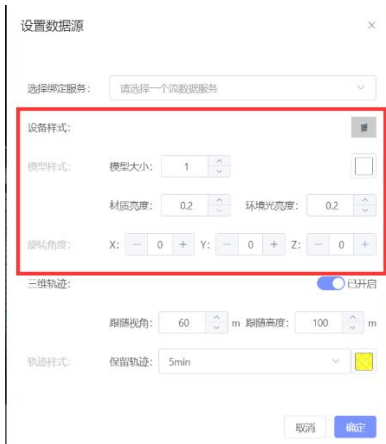 设置数据源
选择绑定服务： 请选择一个流数据服务
设备样式：
模型样式： 模型大小： 1
材质亮度： 0.2 环境光亮度： 0.2
旋转角度： X: － 0 + Y: － 0 + Z: － 0 +
三维轨迹： 已开启
跟随视角： 60 m 跟随高度： 100 m
轨迹样式： 保留轨迹： 5min
取消 确定